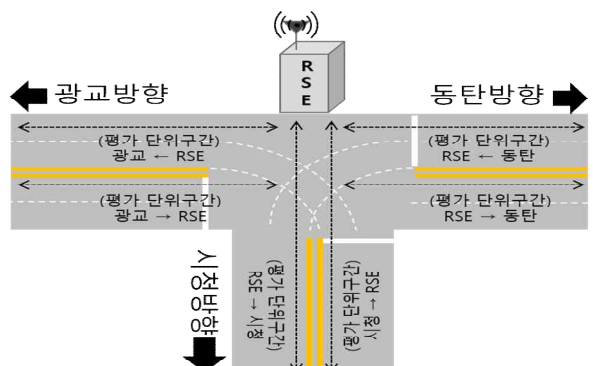 RSE
광교방향
동탄방향
(평가 단위구간)
광교 ← RSE
(평가 단위구간)
RSE ← 동탄
(평가 단위구간)
광교 → RSE
(평가 단위구간)
RSE → 동탄
시청방향
(평가 단위구간)
RSE → 시청
(평가 단위구간)
시청 → RSE